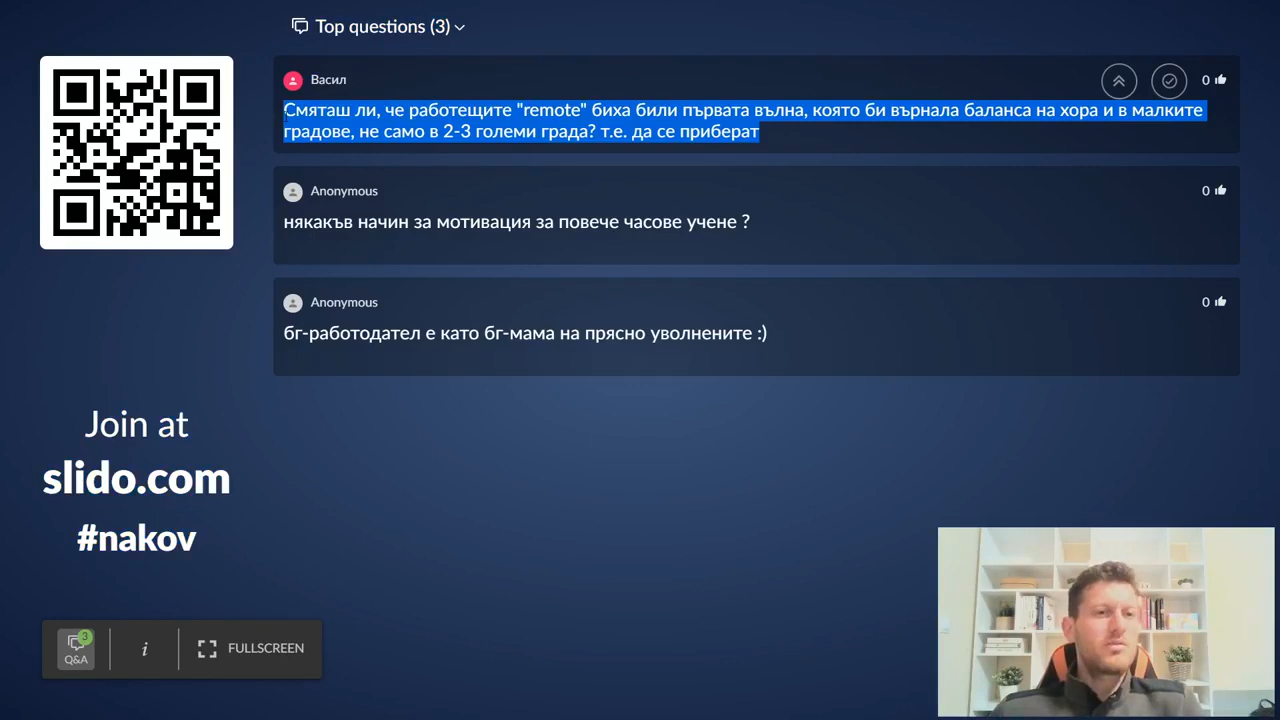 Top questions (3)
Васил
0
Смяташ ли, че работещите "remote" биха били първата вълна, която би върнала баланса на хора и в малките
градове, не само в 2-3 големи града? т.е. да се приберат
Anonymous
0
някакъв начин за мотивация за повече часове учене ?
Anonymous
0
бг-работодател е като бг-мама на прясно уволнените :)
Join at
slido.com
#nakov
3
Q&A
i
FULLSCREEN